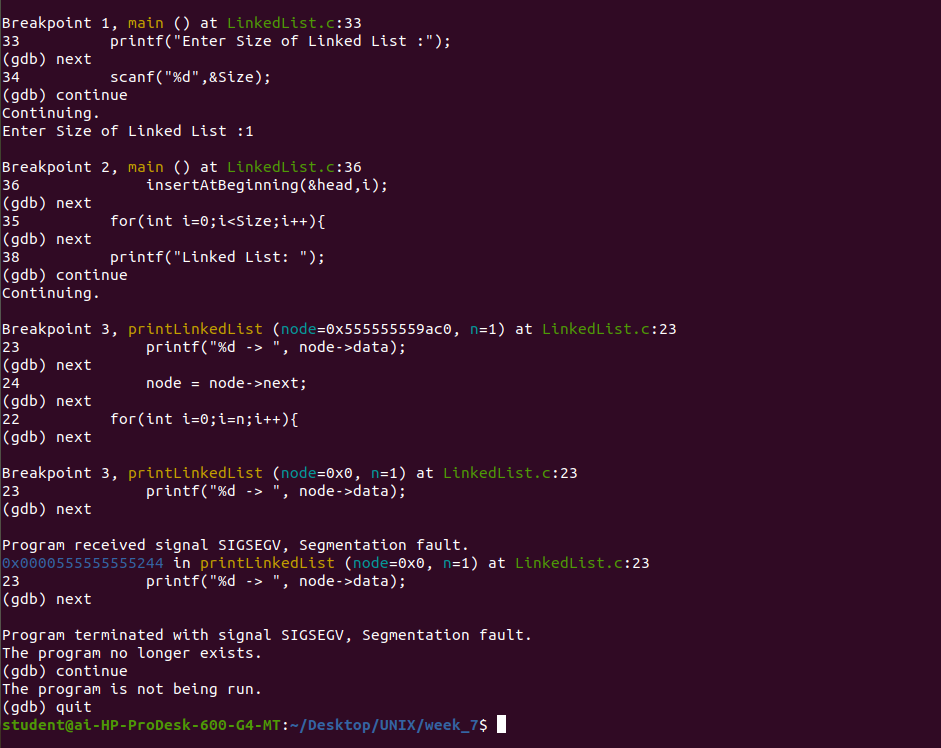 Breakpoint 1, main () at LinkedList.c:33
33          printf("Enter Size of Linked List :");
(gdb) next
34          scanf("%d",&Size);
(gdb) continue
Continuing.
Enter Size of Linked List :1

Breakpoint 2, main () at LinkedList.c:36
36              insertAtBeginning(&head,i);
(gdb) next
35          for(int i=0;i<Size;i++){
(gdb) next
38          printf("Linked List: ");
(gdb) continue
Continuing.

Breakpoint 3, printLinkedList (node=0x555555559ac0, n=1) at LinkedList.c:23
23              printf("%d -> ", node->data);
(gdb) next
24              node = node->next;
(gdb) next
22          for(int i=0;i=n;i++){
(gdb) next

Breakpoint 3, printLinkedList (node=0x0, n=1) at LinkedList.c:23
23              printf("%d -> ", node->data);
(gdb) next

Program received signal SIGSEGV, Segmentation fault.
0x0000555555555244 in printLinkedList (node=0x0, n=1) at LinkedList.c:23
23              printf("%d -> ", node->data);
(gdb) next

Program terminated with signal SIGSEGV, Segmentation fault.
The program no longer exists.
(gdb) continue
The program is not being run.
(gdb) quit
student@ai-HP-ProDesk-600-G4-MT:~/Desktop/UNIX/week_7$